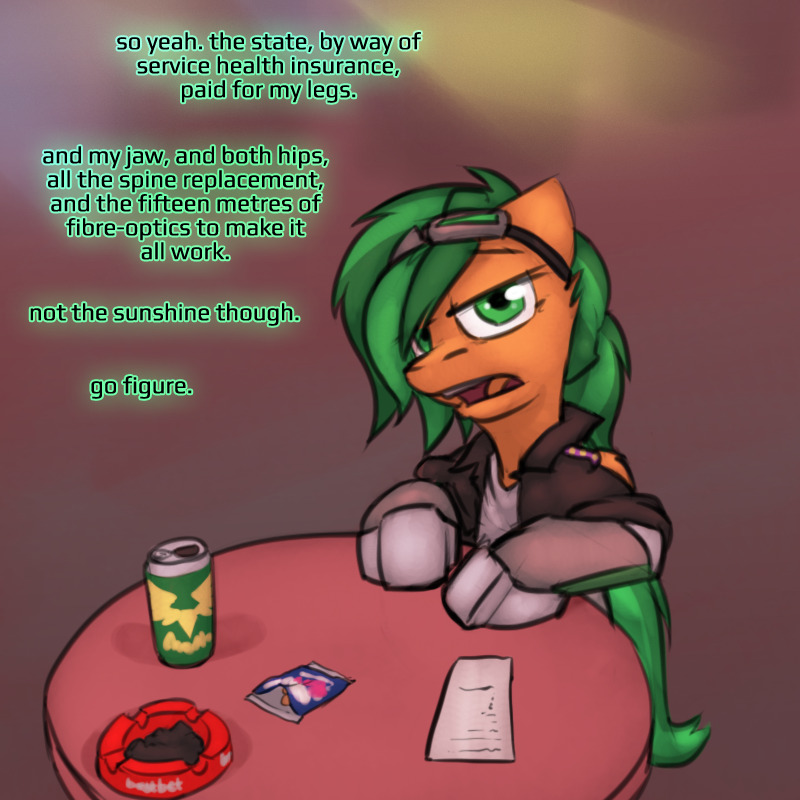 so yeah. the state, by way of
service health insurance,
paid for my legs.
and my jaw, and both hips,
all the spine replacement,
and the fifteen metres of
fibre-optics to make it
all work.
not the sunshine though.
go figure.